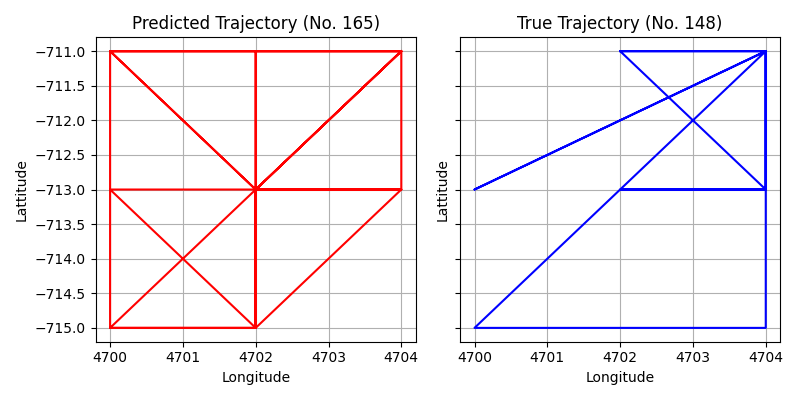 Predicted Trajectory (No. 165)
True Trajectory (No. 148)
−711.0
−711.5
−712.0
−712.5
−713.0
−713.5
−714.0
−714.5
−715.0
Lattitude
Lattitude
4700 4701 4702 4703 4704
4700 4701 4702 4703 4704
Longitude
Longitude